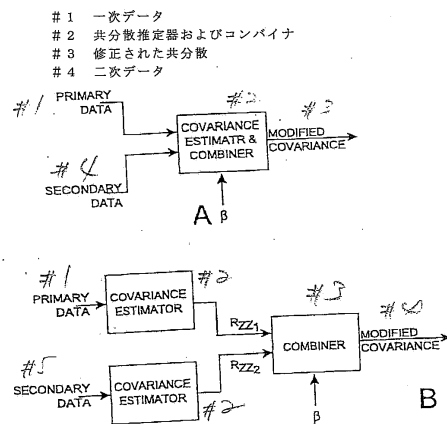 #1 一次データ
#2 共分散推定器およびコンバイナ
#3 修正された共分散
#4 二次データ
#1
PRIMARY
DATA
#2
COVARIANCE
ESTIMATR &
COMBINER
#3
MODIFIED
COVARIANCE
#4
SECONDARY
DATA
A
β
#1
PRIMARY
DATA
COVARIANCE
ESTIMATOR
#2
RZZ1
#3
COMBINER
MODIFIED
COVARIANCE
#5
SECONDARY
DATA
COVARIANCE
ESTIMATOR
#2
RZZ2
β
B